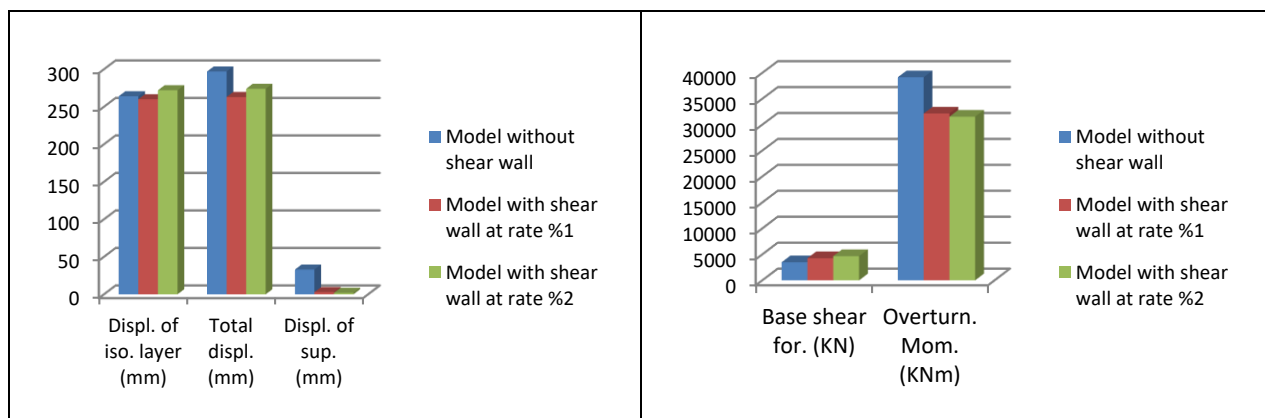 300
250
200
150
100
50
0
Displ. of
iso. layer
(mm)
Total
displ.
(mm)
Displ. of
sup.
(mm)
Model without
shear wall
Model with shear
wall at rate %1
Model with shear
wall at rate %2
40000
35000
30000
25000
20000
15000
10000
5000
0
Base shear
for. (KN)
Overturn.
Mom.
(KNm)
Model without
shear wall
Model with shear
wall at rate %1
Model with shear
wall at rate %2